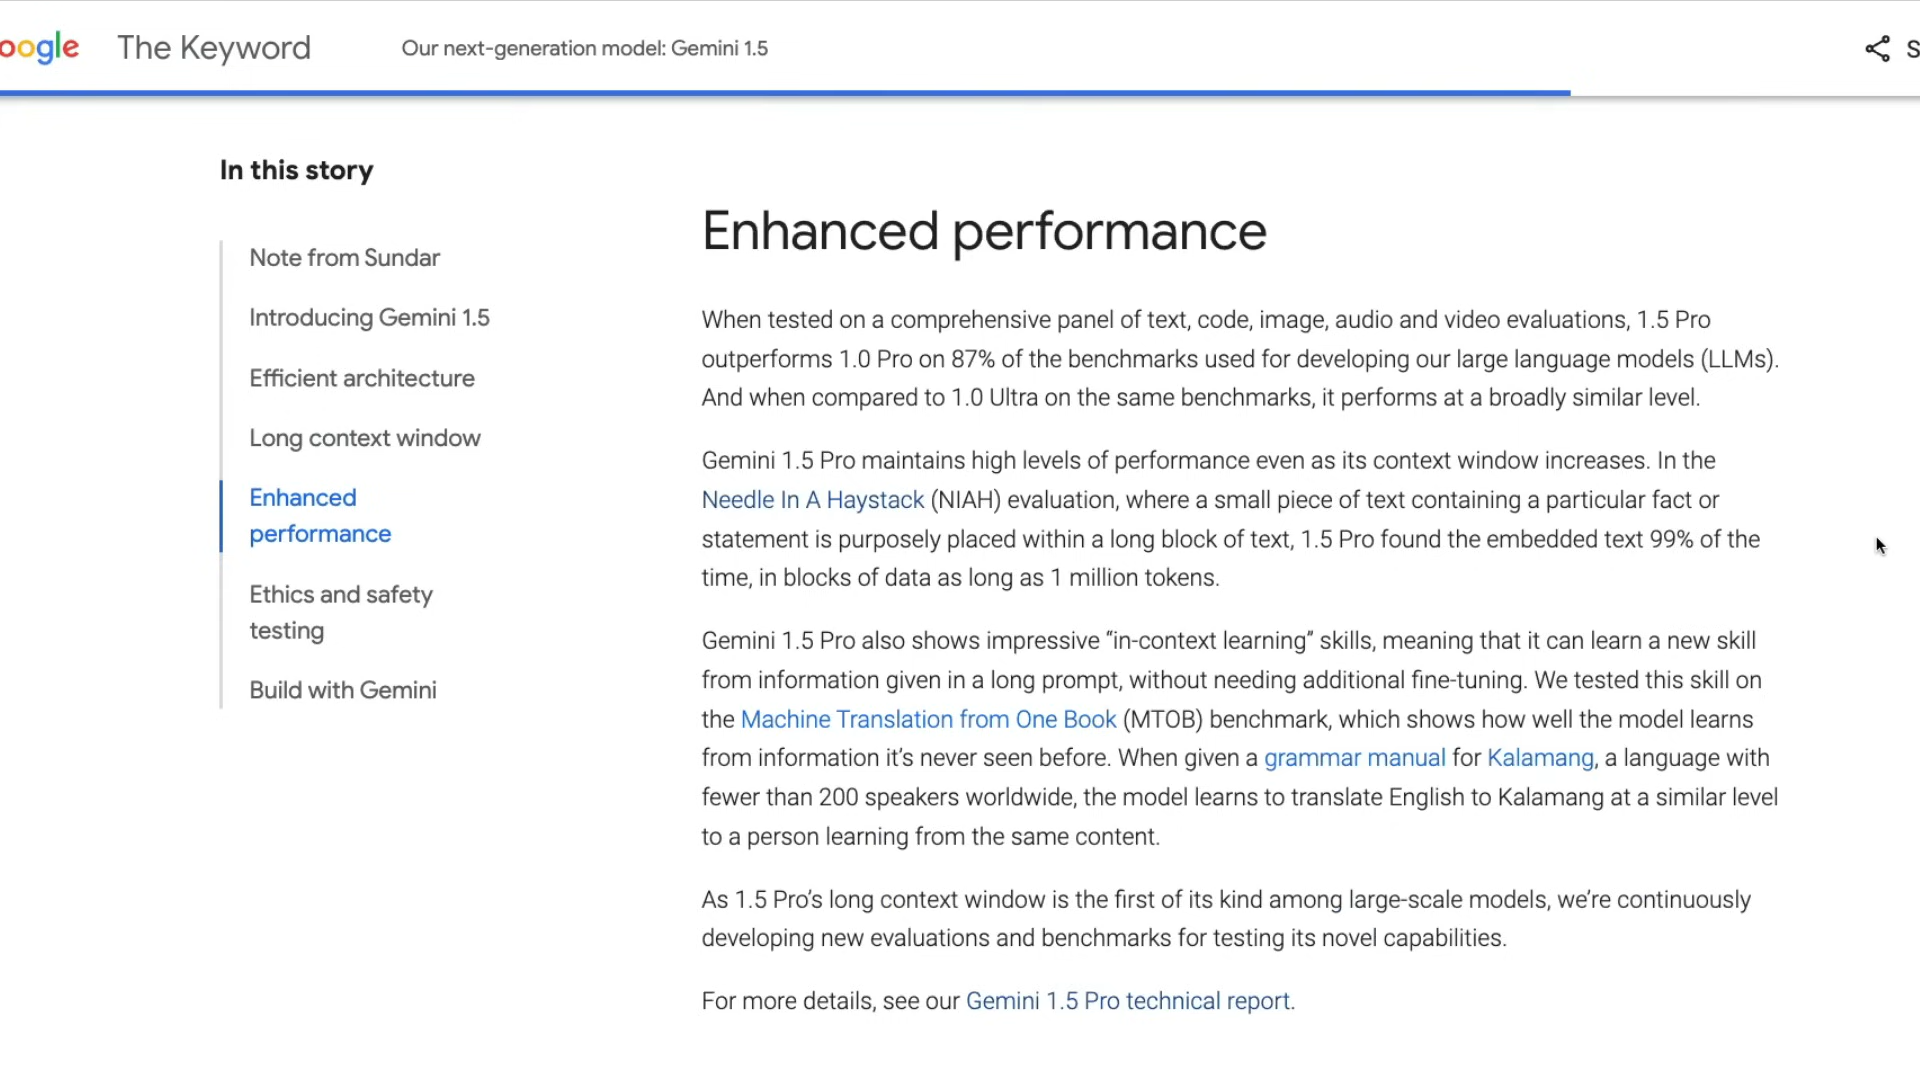 oogle The Keyword Our next-generation model: Gemini 1.5 S
In this story
Note from Sundar
Introducing Gemini 1.5
Efficient architecture
Long context window
Enhanced
performance
Ethics and safety
testing
Build with Gemini
Enhanced performance
When tested on a comprehensive panel of text, code, image, audio and video evaluations, 1.5 Pro
outperforms 1.0 Pro on 87% of the benchmarks used for developing our large language models (LLMs).
And when compared to 1.0 Ultra on the same benchmarks, it performs at a broadly similar level.
Gemini 1.5 Pro maintains high levels of performance even as its context window increases. In the
Needle In A Haystack (NIAH) evaluation, where a small piece of text containing a particular fact or
statement is purposely placed within a long block of text, 1.5 Pro found the embedded text 99% of the
time, in blocks of data as long as 1 million tokens.
Gemini 1.5 Pro also shows impressive “in-context learning” skills, meaning that it can learn a new skill
from information given in a long prompt, without needing additional fine-tuning. We tested this skill on
the Machine Translation from One Book (MTOB) benchmark, which shows how well the model learns
from information it’s never seen before. When given a grammar manual for Kalamang, a language with
fewer than 200 speakers worldwide, the model learns to translate English to Kalamang at a similar level
to a person learning from the same content.
As 1.5 Pro’s long context window is the first of its kind among large-scale models, we’re continuously
developing new evaluations and benchmarks for testing its novel capabilities.
For more details, see our Gemini 1.5 Pro technical report.